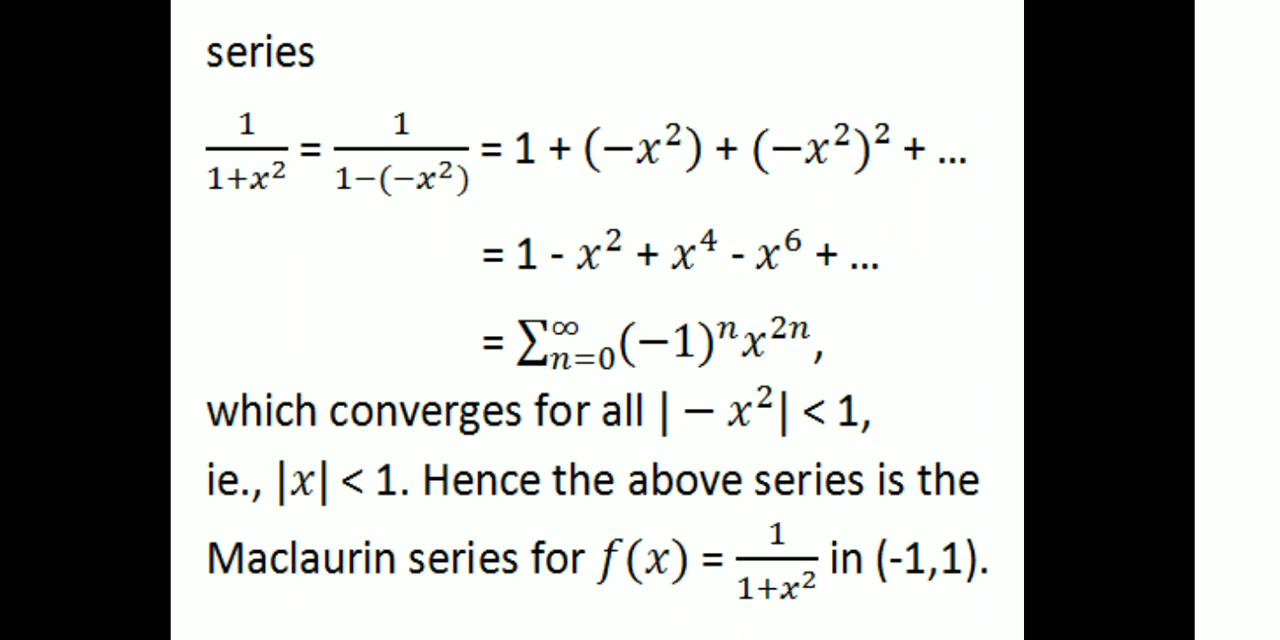 series
1/(1+x²) = 1/(1−(−x²)) = 1 + (−x²) + (−x²)² + ...
= 1 - x² + x⁴ - x⁶ + ...
= ∑_{n=0}^{∞}(−1)ⁿx²ⁿ,
which converges for all |− x²| < 1,
ie., |x| < 1. Hence the above series is the
Maclaurin series for f(x) = 1/(1+x²) in (-1,1).